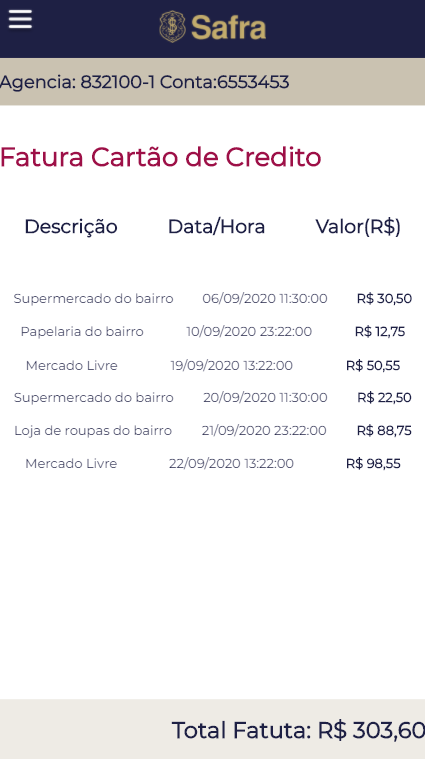 Safra
Agencia: 832100-1 Conta:6553453
Fatura Cartão de Credito
Descrição Data/Hora Valor(R$)
Supermercado do bairro 06/09/2020 11:30:00 R$ 30,50
Papelaria do bairro 10/09/2020 23:22:00 R$ 12,75
Mercado Livre 19/09/2020 13:22:00 R$ 50,55
Supermercado do bairro 20/09/2020 11:30:00 R$ 22,50
Loja de roupas do bairro 21/09/2020 23:22:00 R$ 88,75
Mercado Livre 22/09/2020 13:22:00 R$ 98,55
Total Fatuta: R$ 303,60